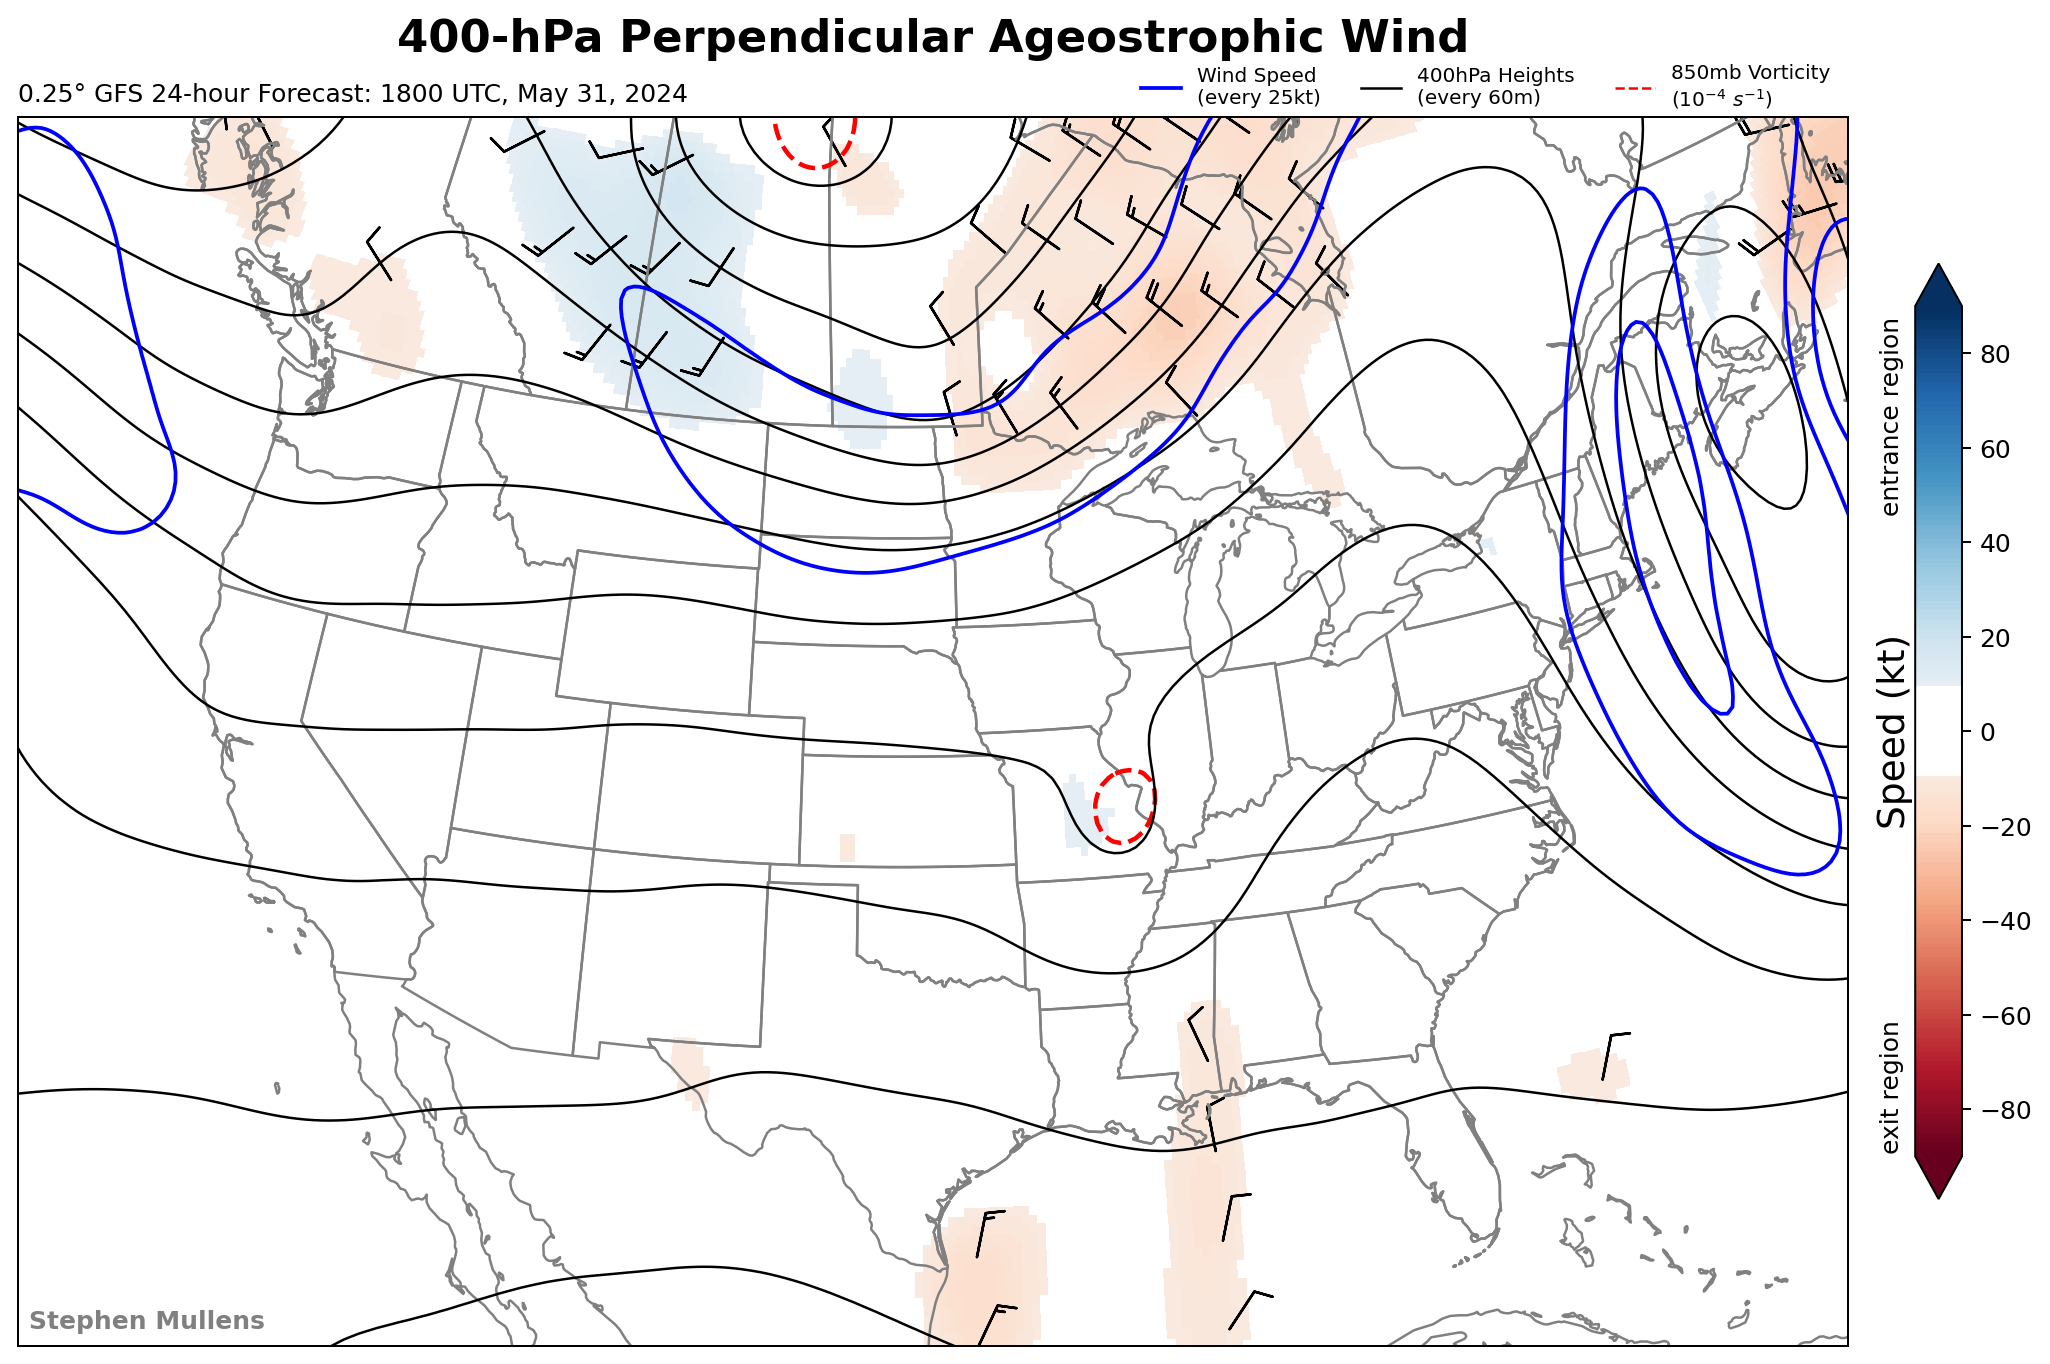 400-hPa Perpendicular Ageostrophic Wind
0.25° GFS 24-hour Forecast: 1800 UTC, May 31, 2024
Wind Speed
(every 25kt)
400hPa Heights
(every 60m)
850mb Vorticity
(10⁻⁴ s⁻¹)
80
60
40
20
0
−20
−40
−60
−80
entrance region
Speed (kt)
exit region
Stephen Mullens